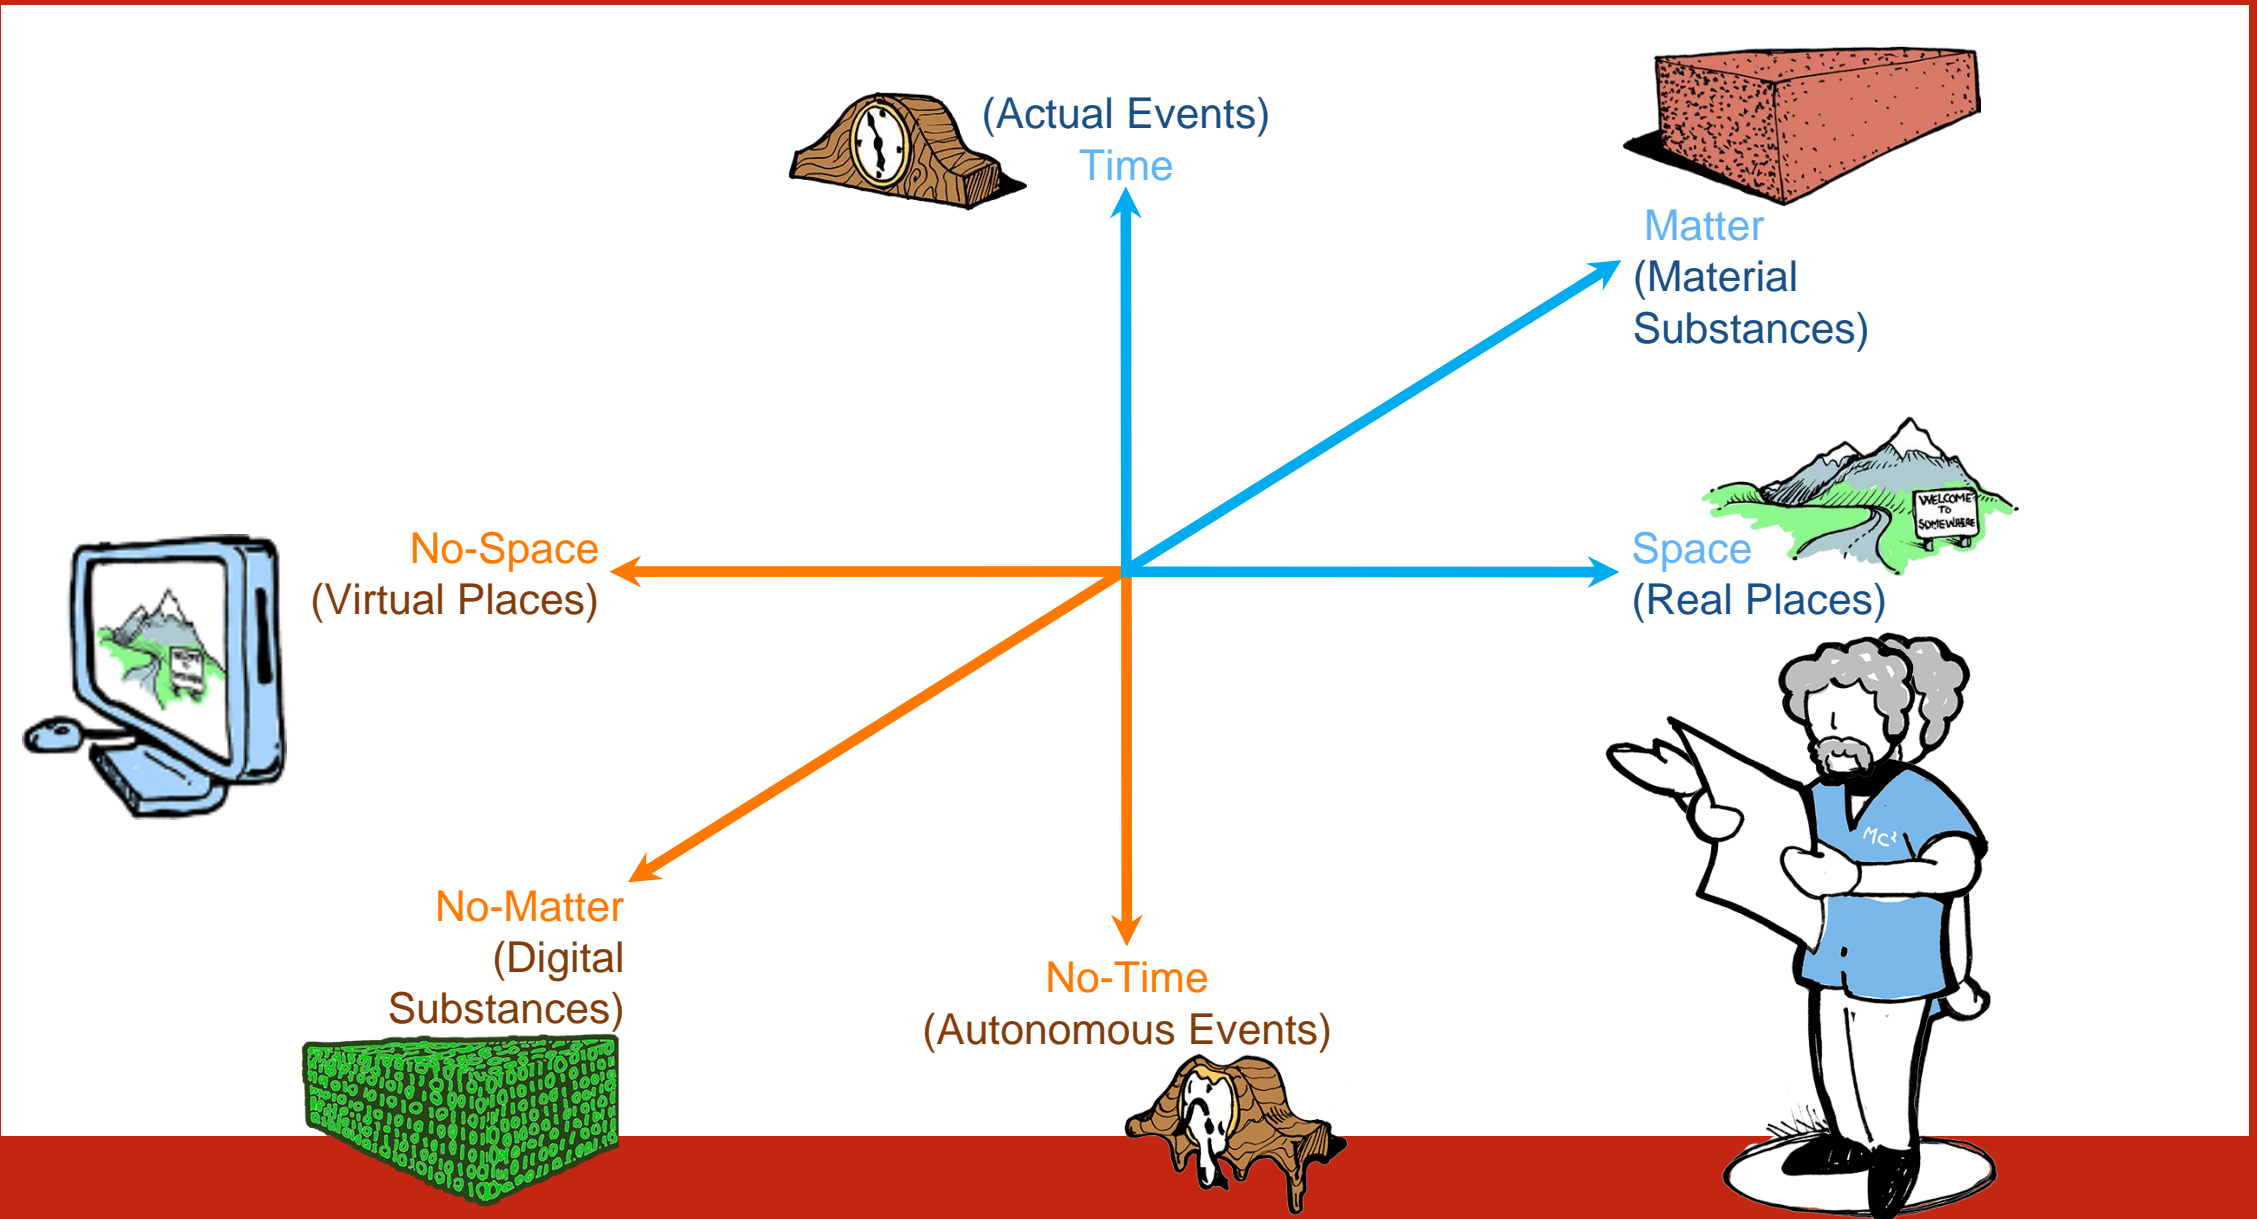 (Actual Events)
Time
Matter
(Material
Substances)
WELCOME
TO
SOMEWHERE
Space
(Real Places)
No-Space
(Virtual Places)
MC²
No-Matter
(Digital
Substances)
No-Time
(Autonomous Events)